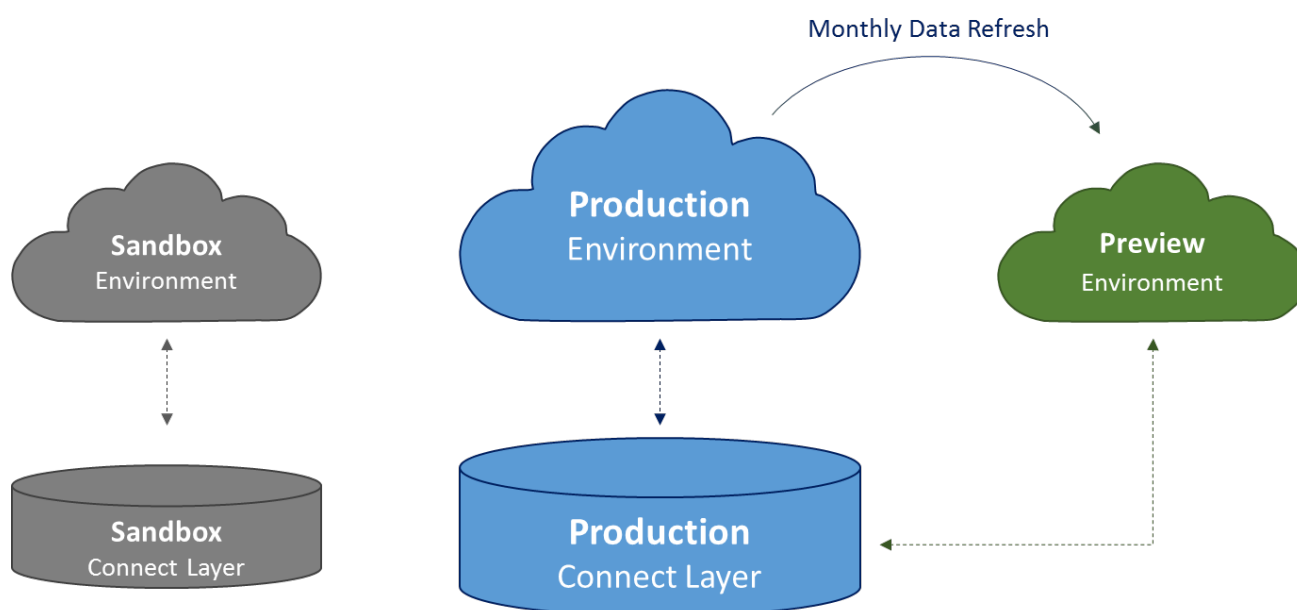 Monthly Data Refresh
Sandbox
Environment
Production
Environment
Preview
Environment
Sandbox
Connect Layer
Production
Connect Layer